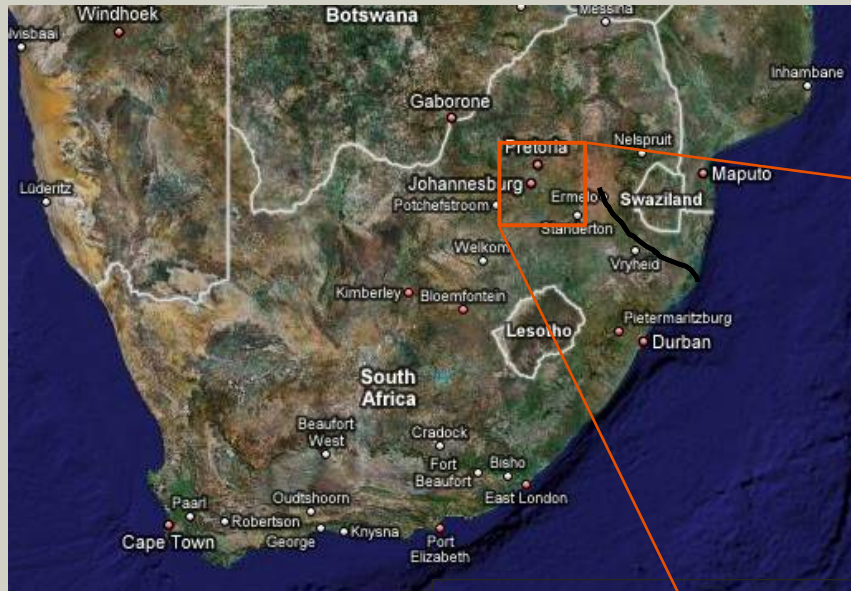 Windhoek
Botswana
Messina
lvisbaai
Inhambane
Gaborone
Pretoria
Nelspruit
Johannesburg
Maputo
Lüderitz
Potchefstroom
Ermelo
Swaziland
Standerton
Welkom
Vryheid
Kimberley
Bloemfontein
Lesotho
Pietermaritzburg
Durban
South
Africa
Beaufort
West
Cradock
Fort
Beaufort
Bisho
East London
Paarl
Oudtshoorn
Robertson
Cape Town
George
Knysna
Port
Elizabeth